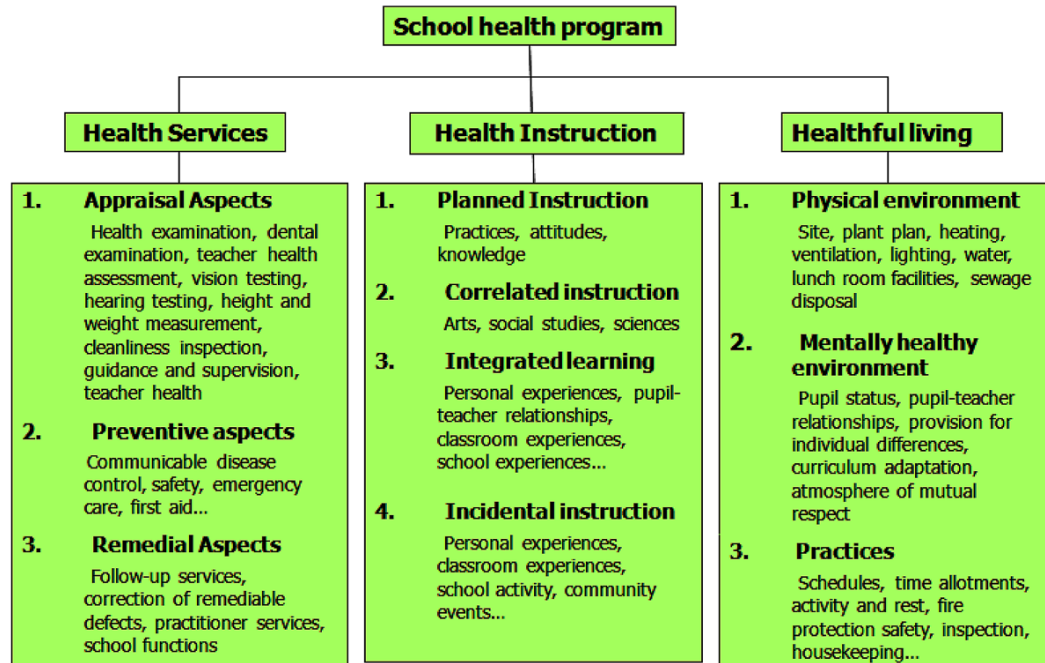 School health program
Health Services
Health Instruction
Healthful living
1. Appraisal Aspects
Health examination, dental
examination, teacher health
assessment, vision testing,
hearing testing, height and
weight measurement,
cleanliness inspection,
guidance and supervision,
teacher health
2. Preventive aspects
Communicable disease
control, safety, emergency
care, first aid...
3. Remedial Aspects
Follow-up services,
correction of remediable
defects, practitioner services,
school functions
1. Planned Instruction
Practices, attitudes,
knowledge
2. Correlated instruction
Arts, social studies, sciences
3. Integrated learning
Personal experiences, pupil-
teacher relationships,
classroom experiences,
school experiences...
4. Incidental instruction
Personal experiences,
classroom experiences,
school activity, community
events...
1. Physical environment
Site, plant plan, heating,
ventilation, lighting, water,
lunch room facilities, sewage
disposal
2. Mentally healthy
environment
Pupil status, pupil-teacher
relationships, provision for
individual differences,
curriculum adaptation,
atmosphere of mutual
respect
3. Practices
Schedules, time allotments,
activity and rest, fire
protection safety, inspection,
housekeeping...